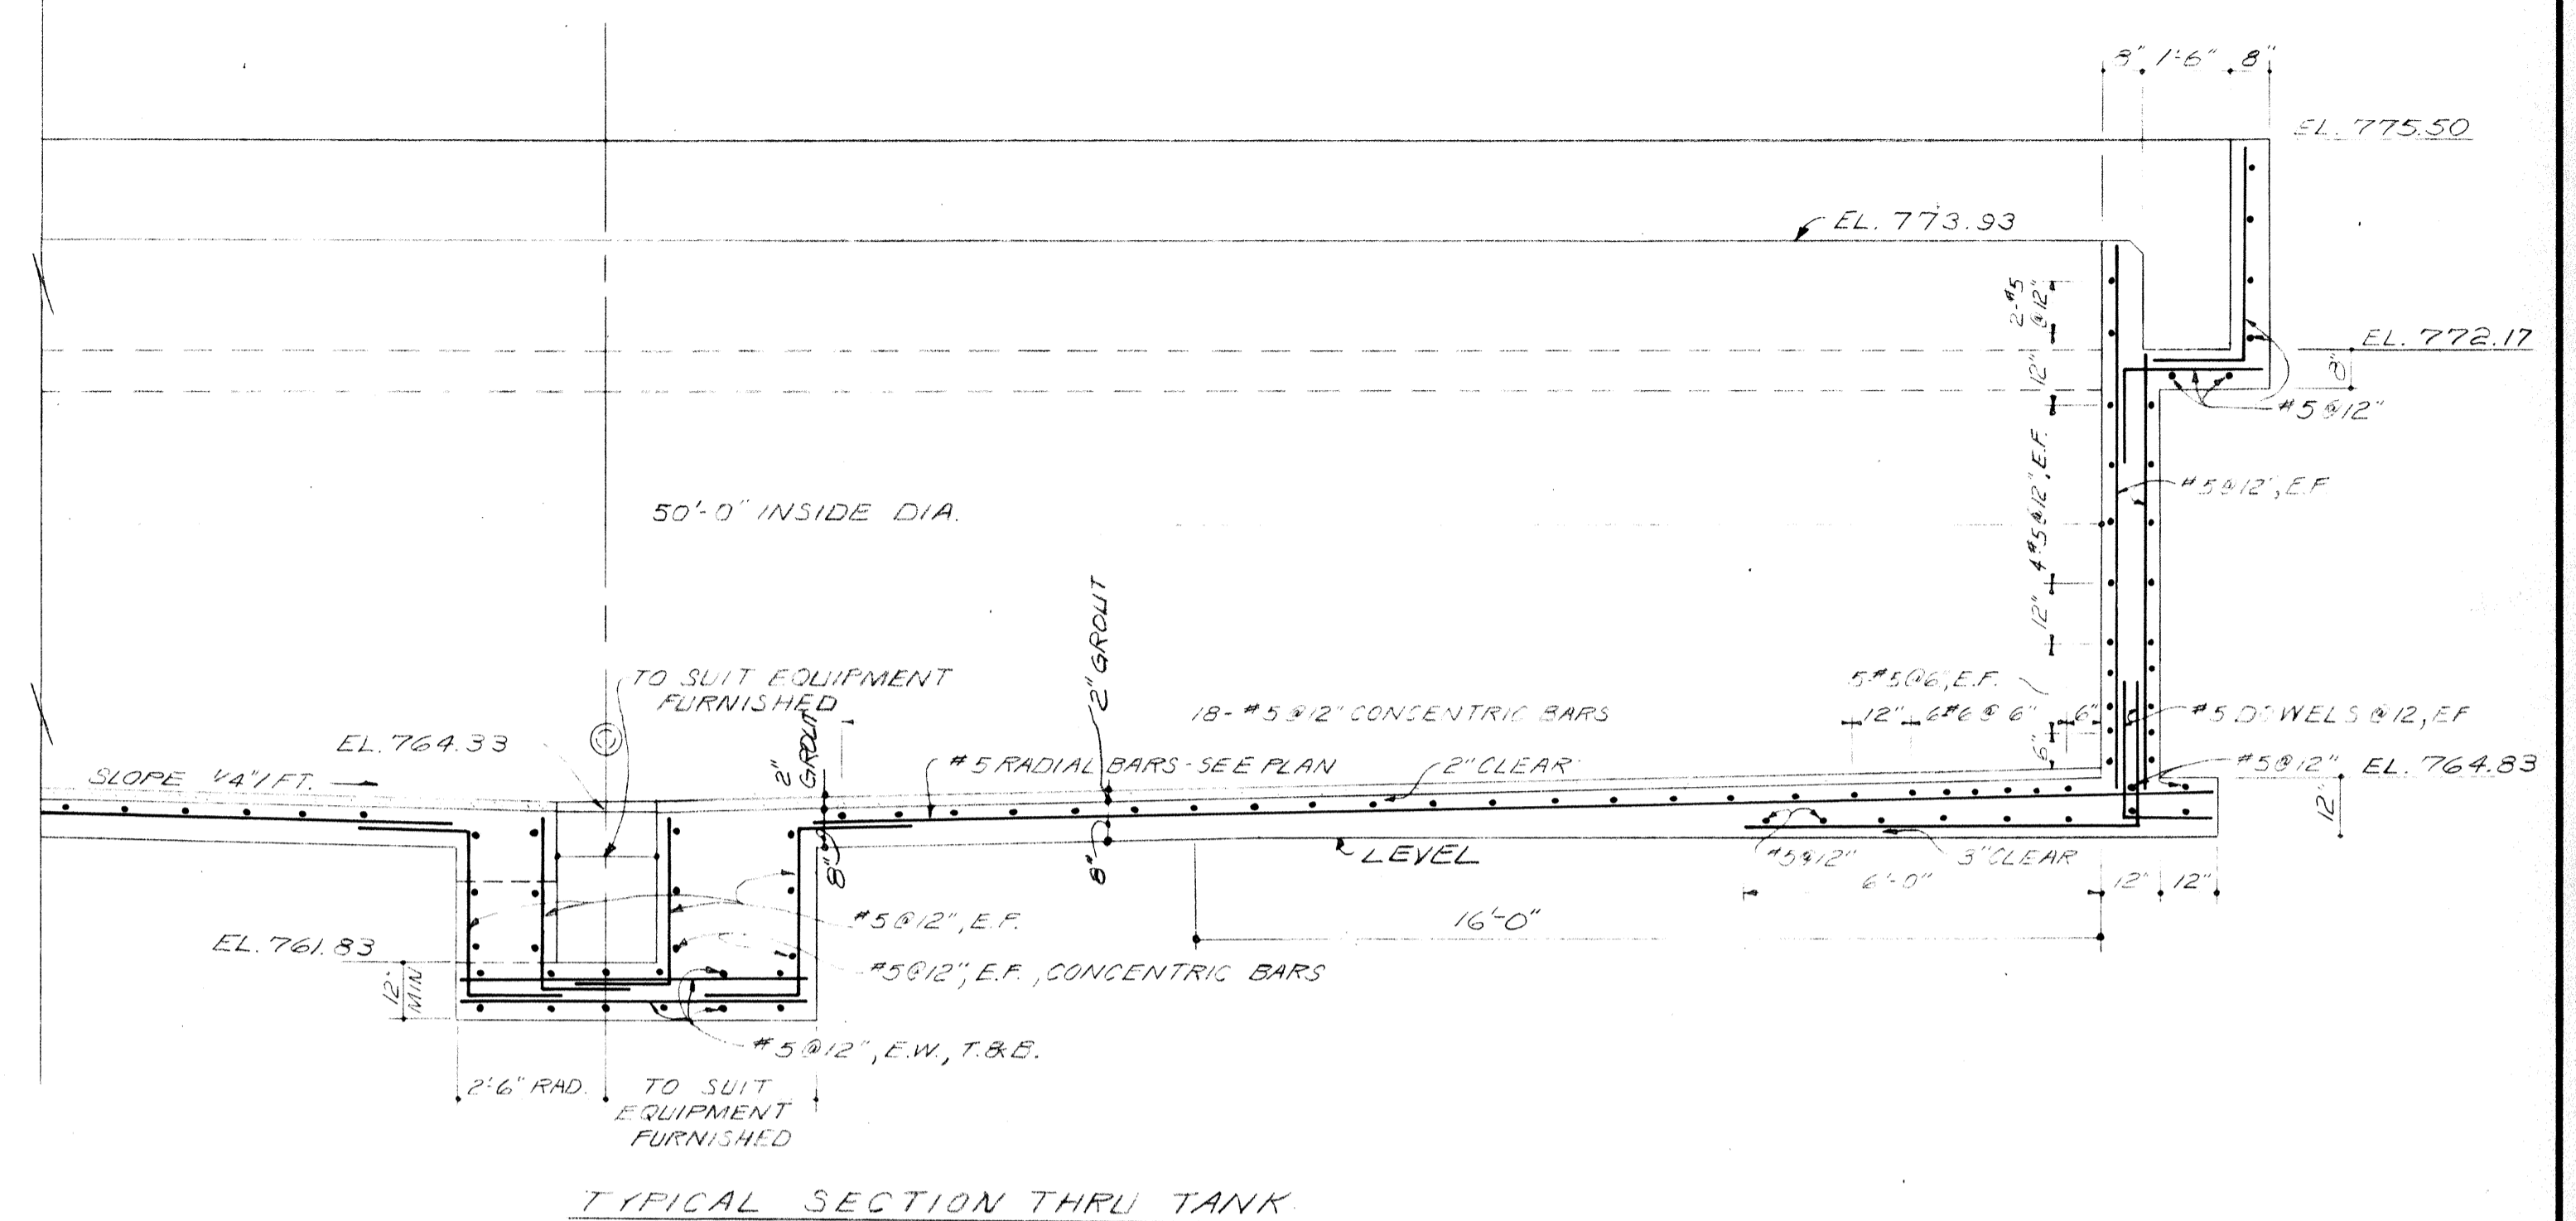 8" 1'-6" 8"
EL. 775.50
EL. 773.93
2-#5
@12"
12"
4#5@12", E.F.
12"
EL. 772.17
8"
#5@12"
#5@12", E.F.
50'-0" INSIDE DIA.
2" GROUT
TO SUIT EQUIPMENT
FURNISHED
5#5@6", E.F.
18-#5@12" CONCENTRIC BARS
12" 6#6@6" 6"
6"
#5 DOWELS @12, EF
EL. 764.33
2"
GROUT
SLOPE 1/4"/FT.
#5 RADIAL BARS - SEE PLAN
2" CLEAR
#5@12"
EL. 764.83
12"
8"
8"
LEVEL
#5@12"
3" CLEAR
6'-0"
12" 12"
16'-0"
#5@12", E.F.
EL. 761.83
12"
MIN
#5@12", E.F., CONCENTRIC BARS
#5@12", E.W., T.&B.
2'-6" RAD.
TO SUIT
EQUIPMENT
FURNISHED
TYPICAL SECTION THRU TANK